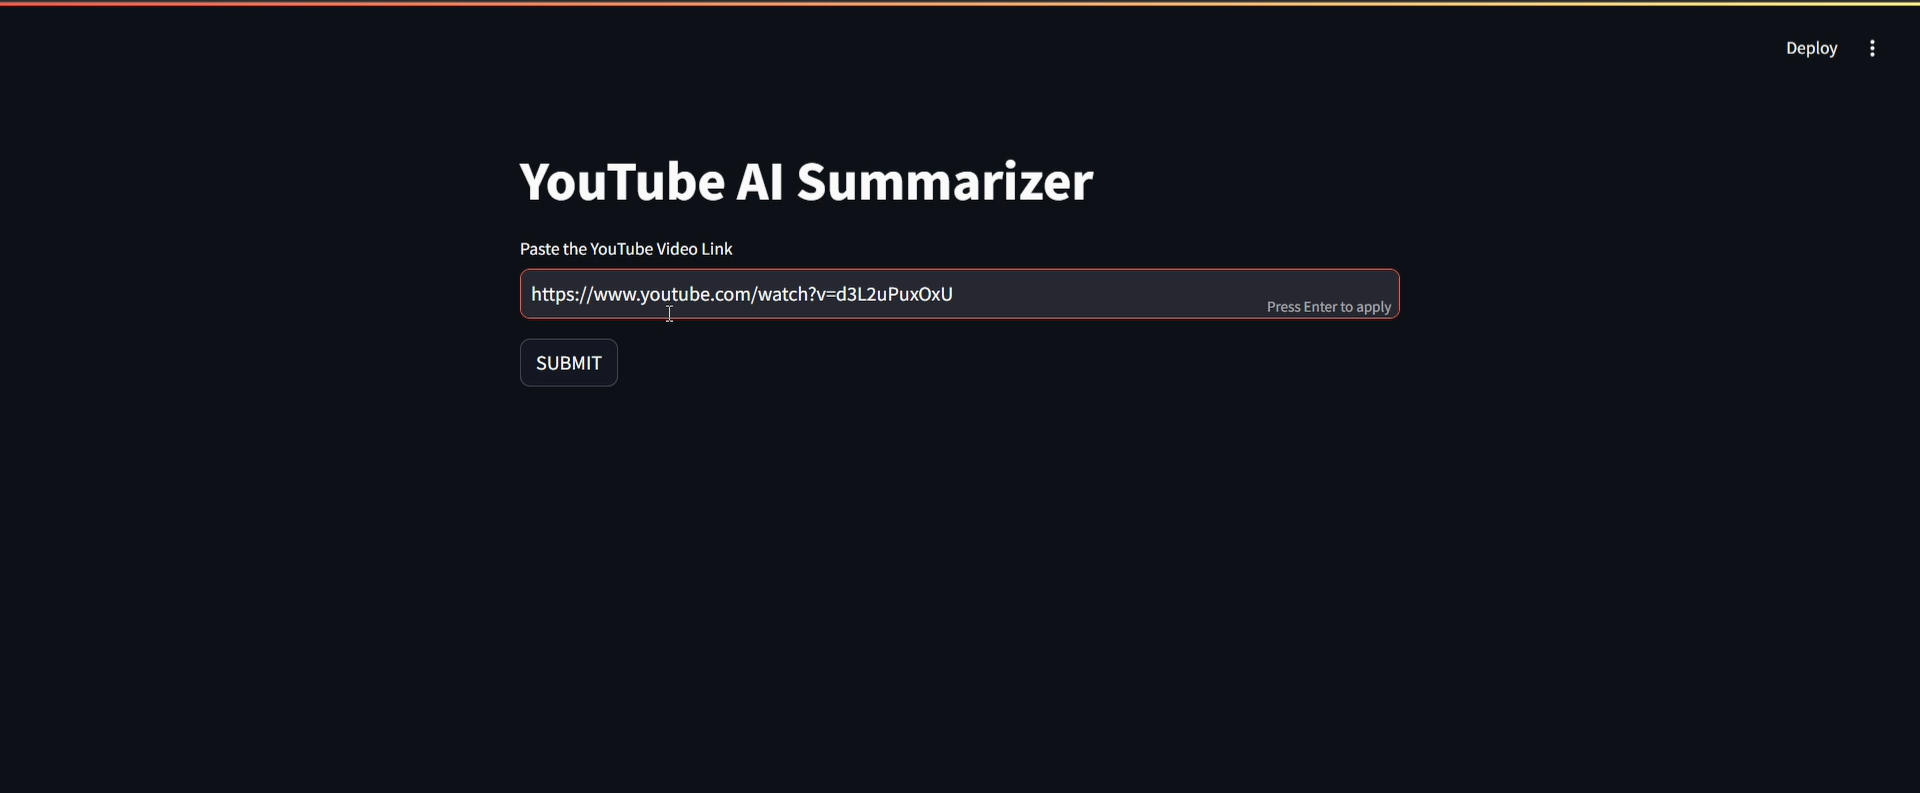 Deploy
YouTube AI Summarizer
Paste the YouTube Video Link
https://www.youtube.com/watch?v=d3L2uPuxOxU
Press Enter to apply
SUBMIT